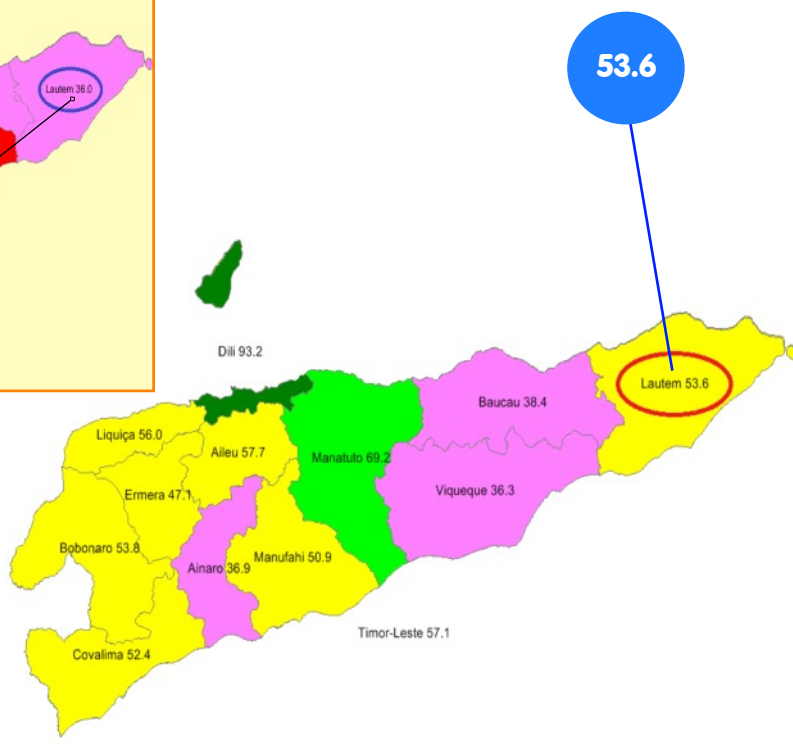 Lautem 36.0
53.6
Dili 93.2
Lautem 53.6
Baucau 38.4
Liquiça 56.0
Aileu 57.7
Manatuto 69.2
Viqueque 36.3
Ermera 47.1
Bobonaro 53.8
Ainaro 36.9
Manufahi 50.9
Timor-Leste 57.1
Covalima 52.4